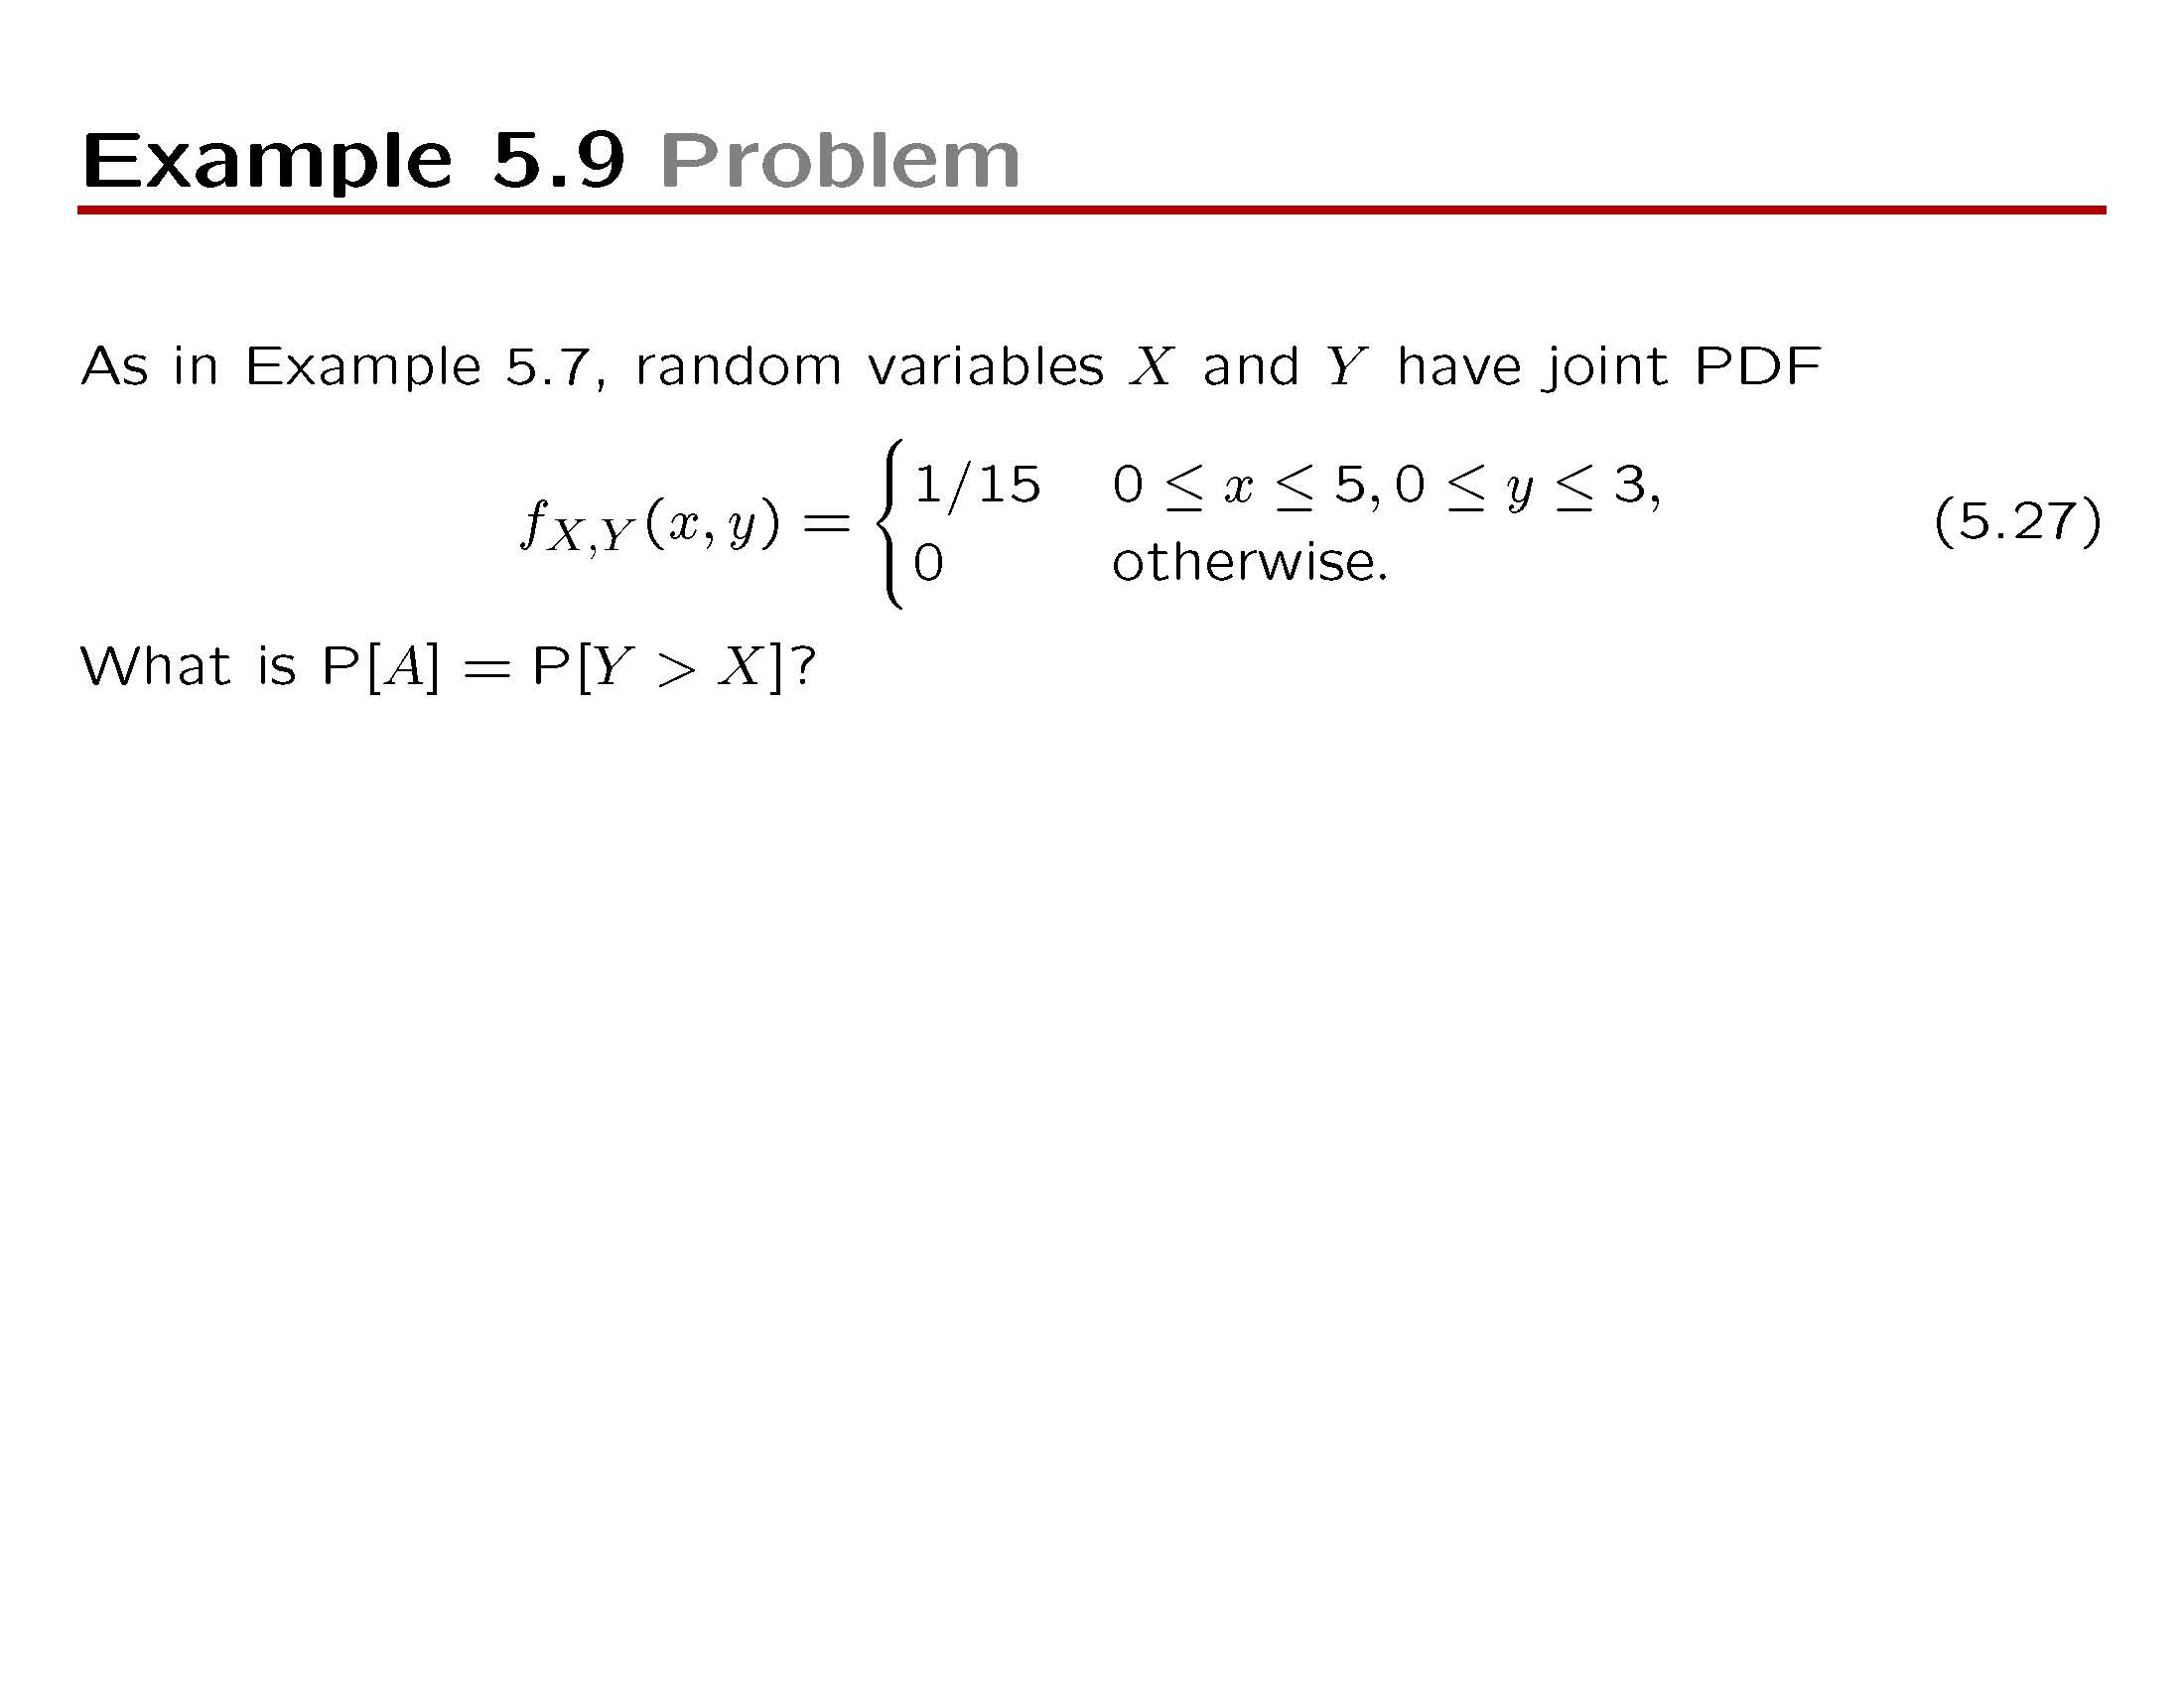 Example 5.9 Problem
As in Example 5.7, random variables X and Y have joint PDF
f_{X,Y}(x, y) = { 1/15 0 ≤ x ≤ 5, 0 ≤ y ≤ 3,
0 otherwise. (5.27)
What is P[A] = P[Y > X]?